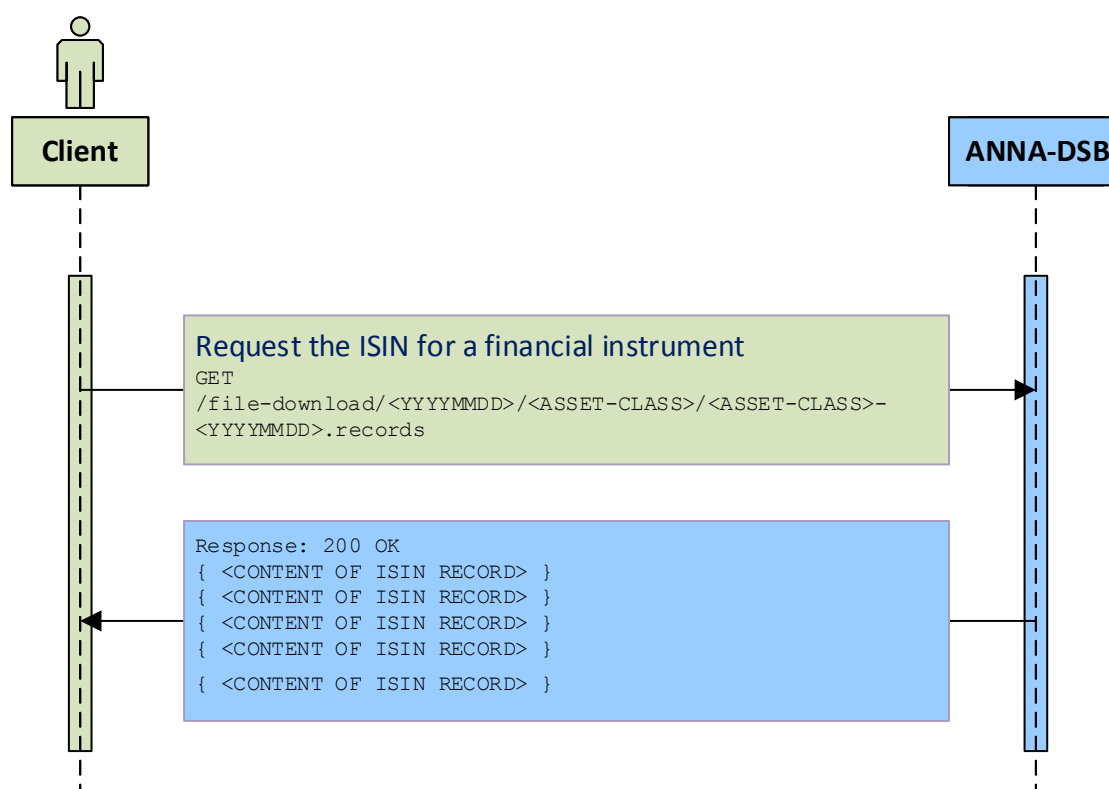 Client
ANNA-DSB
Request the ISIN for a financial instrument
GET
/file-download/<YYYYMMDD>/<ASSET-CLASS>/<ASSET-CLASS>-
<YYYYMMDD>.records
Response: 200 OK
{ <CONTENT OF ISIN RECORD> }
{ <CONTENT OF ISIN RECORD> }
{ <CONTENT OF ISIN RECORD> }
{ <CONTENT OF ISIN RECORD> }
{ <CONTENT OF ISIN RECORD> }